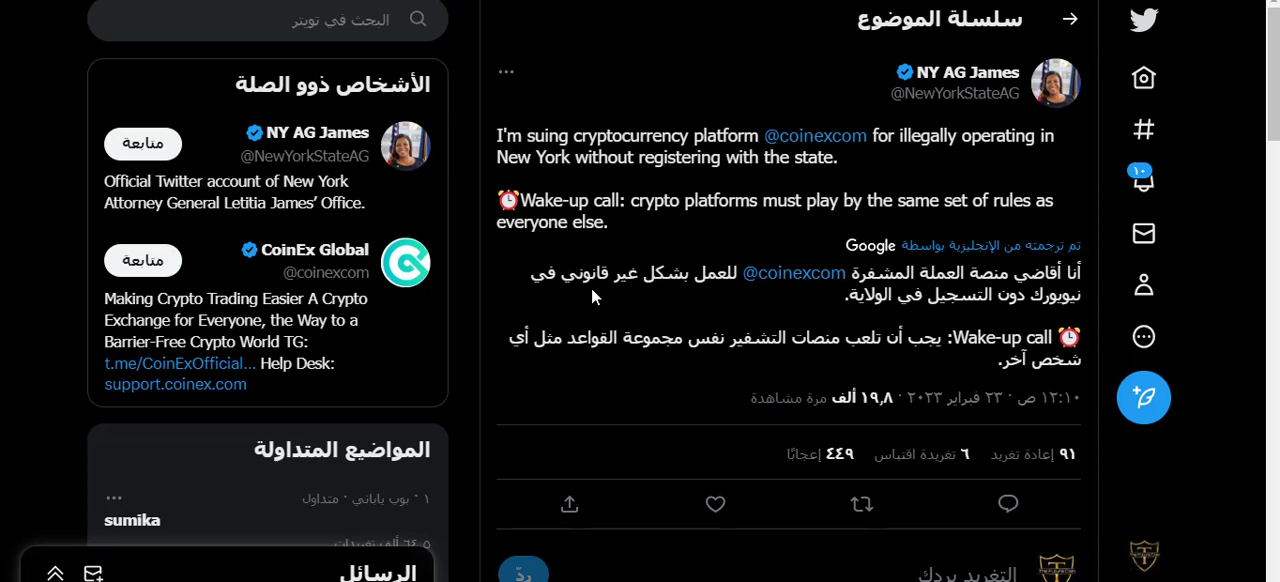 سلسلة الموضوع
NY AG James
@NewYorkStateAG
I'm suing cryptocurrency platform @coinexcom for illegally operating in
New York without registering with the state.
⏰Wake-up call: crypto platforms must play by the same set of rules as
everyone else.
تم ترجمته من الإنجليزية بواسطة Google
أنا أقاضي منصة العملة المشفرة @coinexcom للعمل بشكل غير قانوني في
نيويورك دون التسجيل في الولاية.
⏰ Wake-up call: يجب أن تلعب منصات التشفير نفس مجموعة القواعد مثل أي
شخص آخر.
١٢:١٠ ص · ٢٣ فبراير ٢٠٢٣ · ١٩٫٨ ألف مرة مشاهدة
٩١ إعادة تغريد ٦ تغريدة اقتباس ٤٤٩ إعجابًا
التغريد بردك
ردّ
البحث في تويتر
الأشخاص ذوو الصلة
NY AG James
@NewYorkStateAG
متابعة
Official Twitter account of New York
Attorney General Letitia James’ Office.
CoinEx Global
@coinexcom
متابعة
Making Crypto Trading Easier A Crypto
Exchange for Everyone, the Way to a
Barrier-Free Crypto World TG:
t.me/CoinExOfficial... Help Desk:
support.coinex.com
المواضيع المتداولة
١ · بوب ياباني · متداول
sumika
٦٤٫٥ ألف تغريدات
الرسائل
١٠